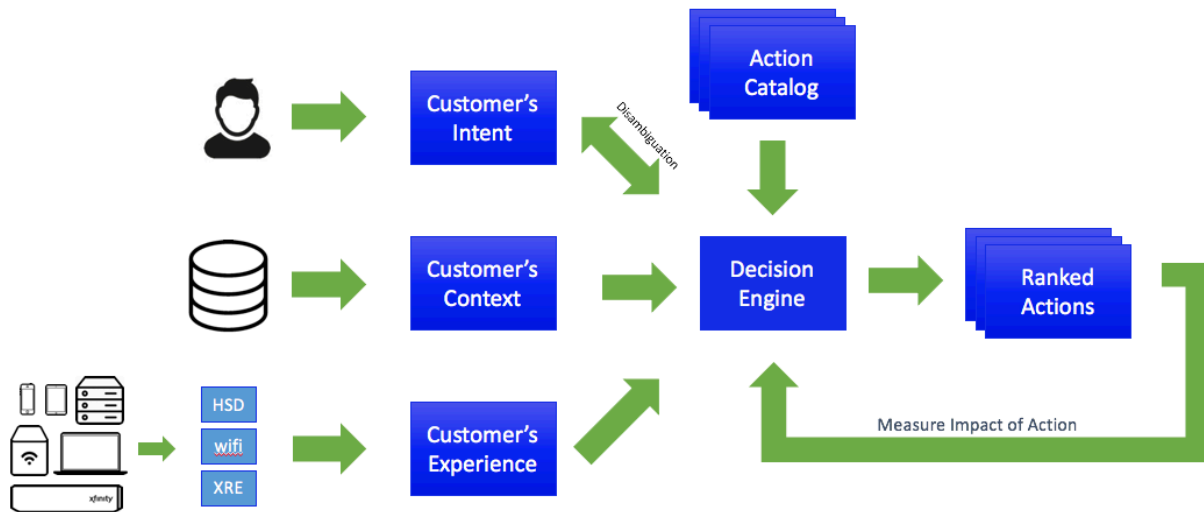 Action
Catalog
Customer's
Intent
Disambiguation
Customer's
Context
Decision
Engine
Ranked
Actions
HSD
wifi
XRE
Customer's
Experience
Measure Impact of Action
xfinity